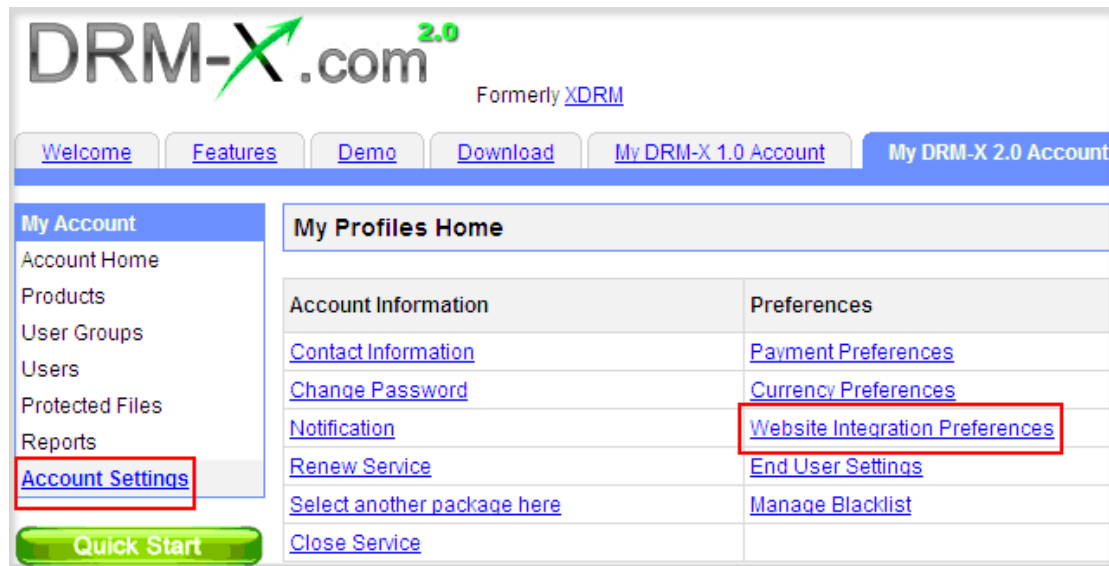 DRM-X.com 2.0
Formerly XDRM
Welcome Features Demo Download My DRM-X 1.0 Account My DRM-X 2.0 Account
My Account
Account Home
Products
User Groups
Users
Protected Files
Reports
Account Settings
Quick Start
My Profiles Home
Account Information Preferences
Contact Information Payment Preferences
Change Password Currency Preferences
Notification Website Integration Preferences
Renew Service End User Settings
Select another package here Manage Blacklist
Close Service